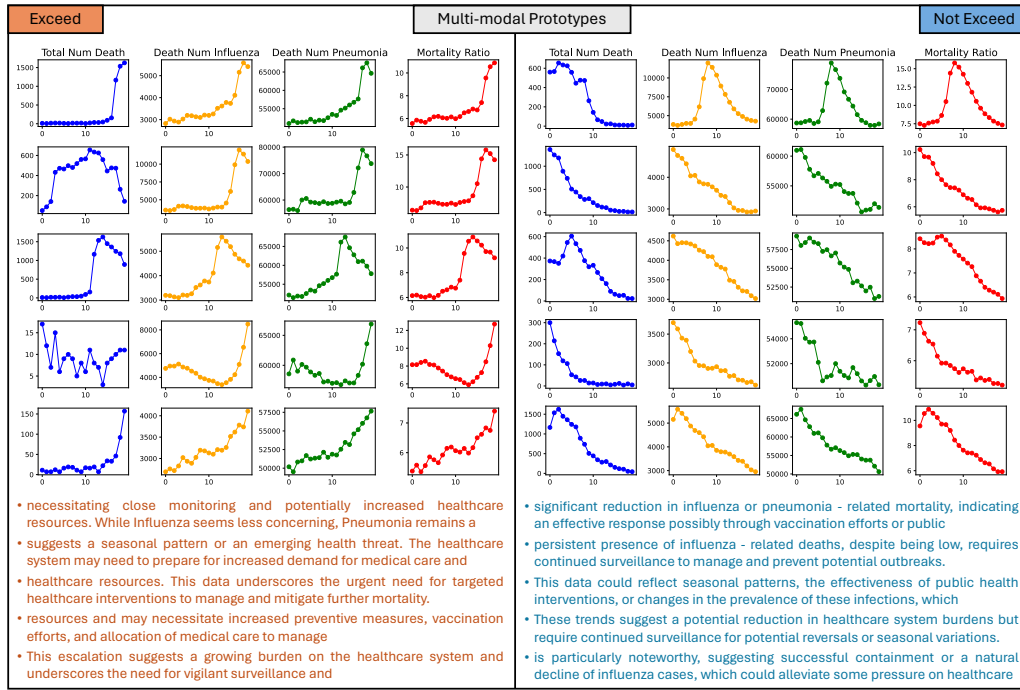 Exceed
Multi-modal Prototypes
Not Exceed
Total Num Death
Death Num Influenza
Death Num Pneumonia
Mortality Ratio
Total Num Death
Death Num Influenza
Death Num Pneumonia
Mortality Ratio
• necessitating close monitoring and potentially increased healthcare
resources. While Influenza seems less concerning, Pneumonia remains a
• suggests a seasonal pattern or an emerging health threat. The healthcare
system may need to prepare for increased demand for medical care and
• healthcare resources. This data underscores the urgent need for targeted
healthcare interventions to manage and mitigate further mortality.
• resources and may necessitate increased preventive measures, vaccination
efforts, and allocation of medical care to manage
• This escalation suggests a growing burden on the healthcare system and
underscores the need for vigilant surveillance and
• significant reduction in influenza or pneumonia - related mortality, indicating
an effective response possibly through vaccination efforts or public
• persistent presence of influenza - related deaths, despite being low, requires
continued surveillance to manage and prevent potential outbreaks.
• This data could reflect seasonal patterns, the effectiveness of public health
interventions, or changes in the prevalence of these infections, which
• These trends suggest a potential reduction in healthcare system burdens but
require continued surveillance for potential reversals or seasonal variations.
• is particularly noteworthy, suggesting successful containment or a natural
decline of influenza cases, which could alleviate some pressure on healthcare